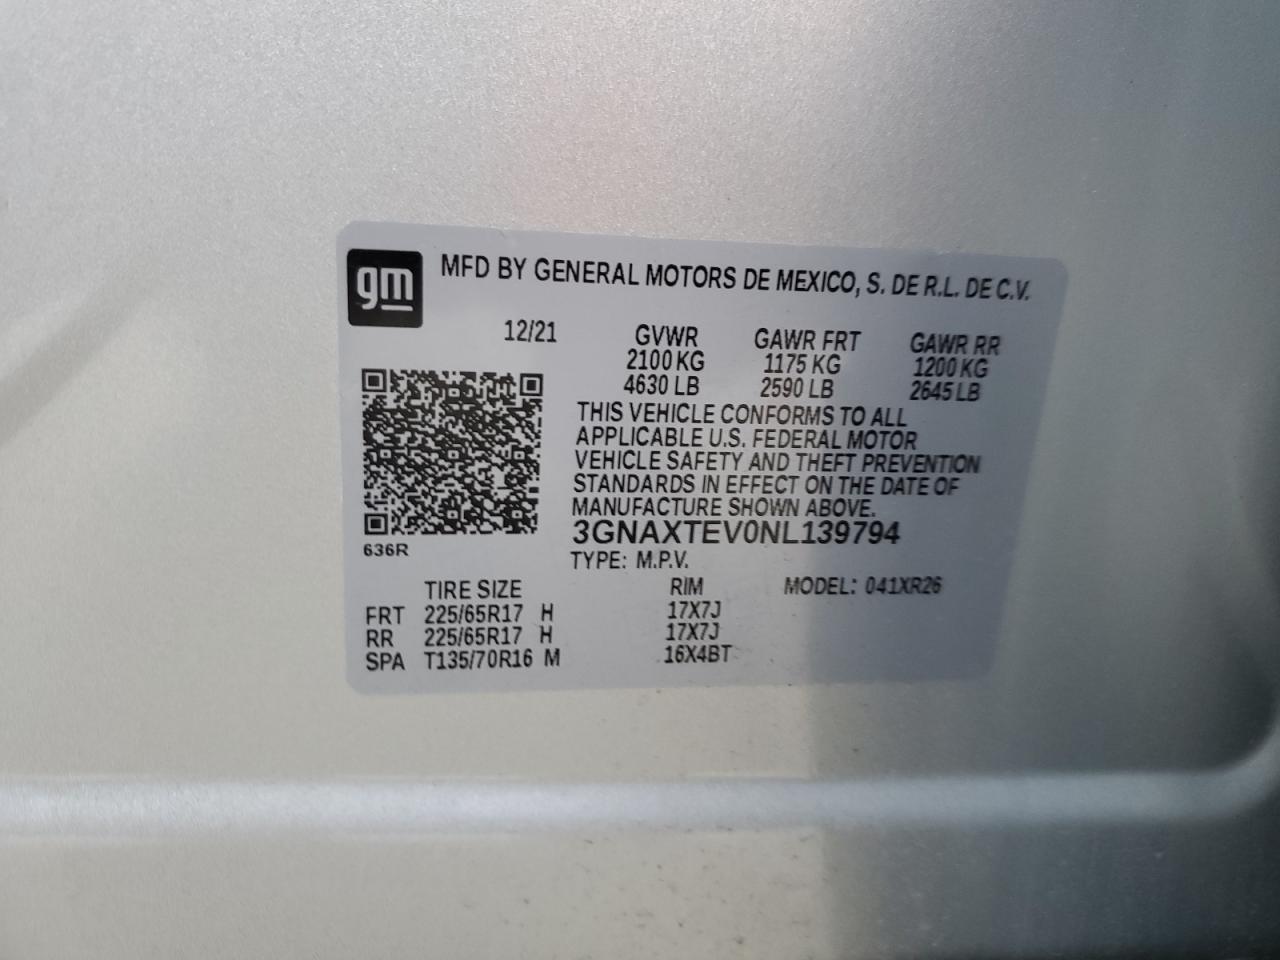 gm MFD BY GENERAL MOTORS DE MEXICO, S. DE R.L. DE C.V.
12/21 GVWR GAWR FRT GAWR RR
2100 KG 1175 KG 1200 KG
4630 LB 2590 LB 2645 LB
THIS VEHICLE CONFORMS TO ALL
APPLICABLE U.S. FEDERAL MOTOR
VEHICLE SAFETY AND THEFT PREVENTION
STANDARDS IN EFFECT ON THE DATE OF
MANUFACTURE SHOWN ABOVE.
3GNAXTEV0NL139794
636R
TYPE: M.P.V.
TIRE SIZE RIM MODEL: 041XR26
FRT 225/65R17 H 17X7J
RR 225/65R17 H 17X7J
SPA T135/70R16 M 16X4BT